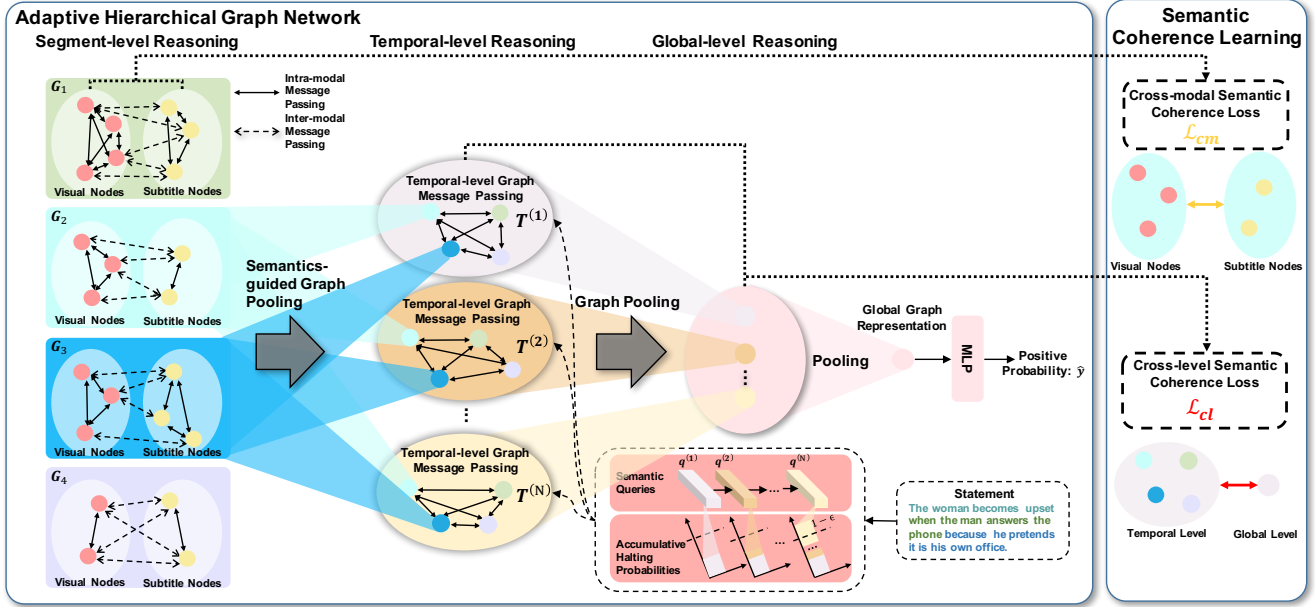 Adaptive Hierarchical Graph Network
Segment-level Reasoning
Temporal-level Reasoning
Global-level Reasoning
G₁
Visual Nodes
Subtitle Nodes
Intra-modal
Message
Passing
Inter-modal
Message
Passing
G₂
Visual Nodes
Subtitle Nodes
G₃
Visual Nodes
Subtitle Nodes
G₄
Visual Nodes
Subtitle Nodes
Semantics-
guided Graph
Pooling
Temporal-level Graph
Message Passing
T⁽¹⁾
Temporal-level Graph
Message Passing
T⁽²⁾
Temporal-level Graph
Message Passing
T⁽ᴺ⁾
Graph Pooling
Pooling
Global Graph
Representation
MLP
Positive
Probability: ŷ
Semantic
Queries
q⁽¹⁾
q⁽²⁾
q⁽ᴺ⁾
...
Accumulative
Halting
Probabilities
1 − ϵ
...
Statement
The woman becomes upset
when the man answers the
phone because he pretends
it is his own office.
Semantic
Coherence Learning
Cross-modal Semantic
Coherence Loss
ℒcm
Visual Nodes
Subtitle Nodes
Cross-level Semantic
Coherence Loss
ℒcl
Temporal Level
Global Level